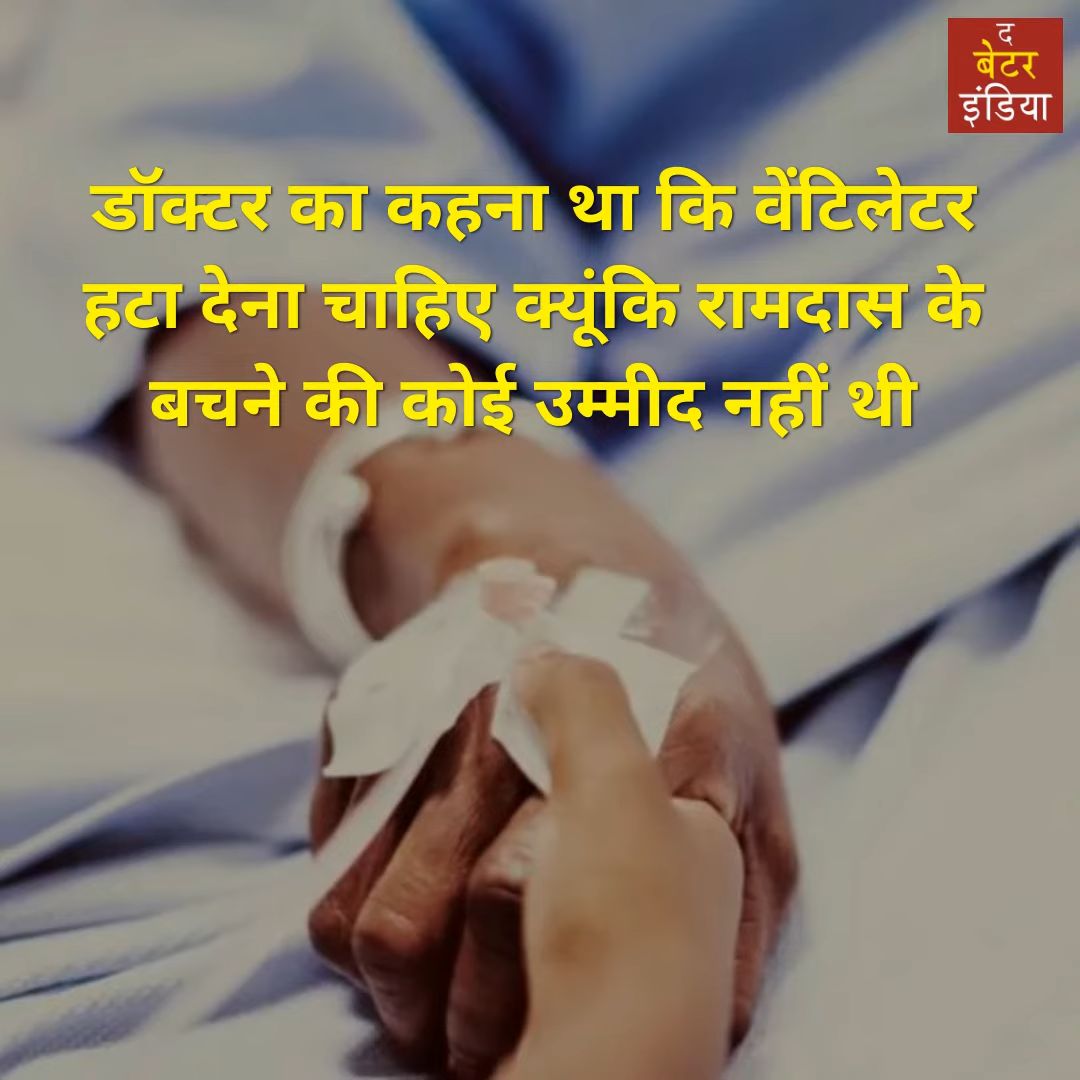 द
बेटर
इंडिया
डॉक्टर का कहना था कि वेंटिलेटर
हटा देना चाहिए क्यूंकि रामदास के
बचने की कोई उम्मीद नहीं थी